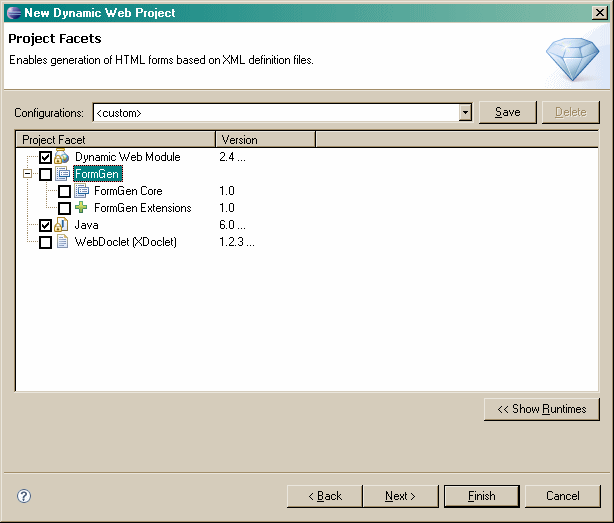 New Dynamic Web Project
Project Facets
Enables generation of HTML forms based on XML definition files.
Configurations: <custom> Save Delete
Project Facet Version
Dynamic Web Module 2.4 ...
FormGen
FormGen Core 1.0
FormGen Extensions 1.0
Java 6.0 ...
WebDoclet (XDoclet) 1.2.3 ...
<< Show Runtimes
? < Back Next > Finish Cancel